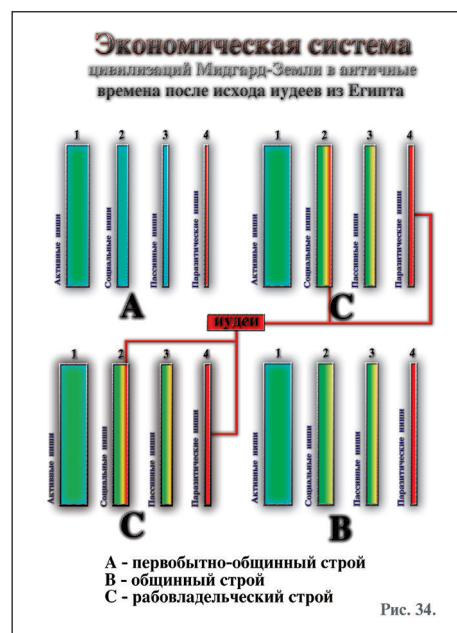 Экономическая система
цивилизаций Мидгард-Земли в античные
времена после исхода иудеев из Египта
1 2 3 4
Активные ниши
Социальные ниши
Пассивные ниши
Паразитические ниши
А
1 2 3 4
Активные ниши
Социальные ниши
Пассивные ниши
Паразитические ниши
С
иудеи
1 2 3 4
Активные ниши
Социальные ниши
Пассивные ниши
Паразитические ниши
С
1 2 3 4
Активные ниши
Социальные ниши
Пассивные ниши
Паразитические ниши
В
А - первобытно-общинный строй
В - общинный строй
С - рабовладельческий строй
Рис. 34.